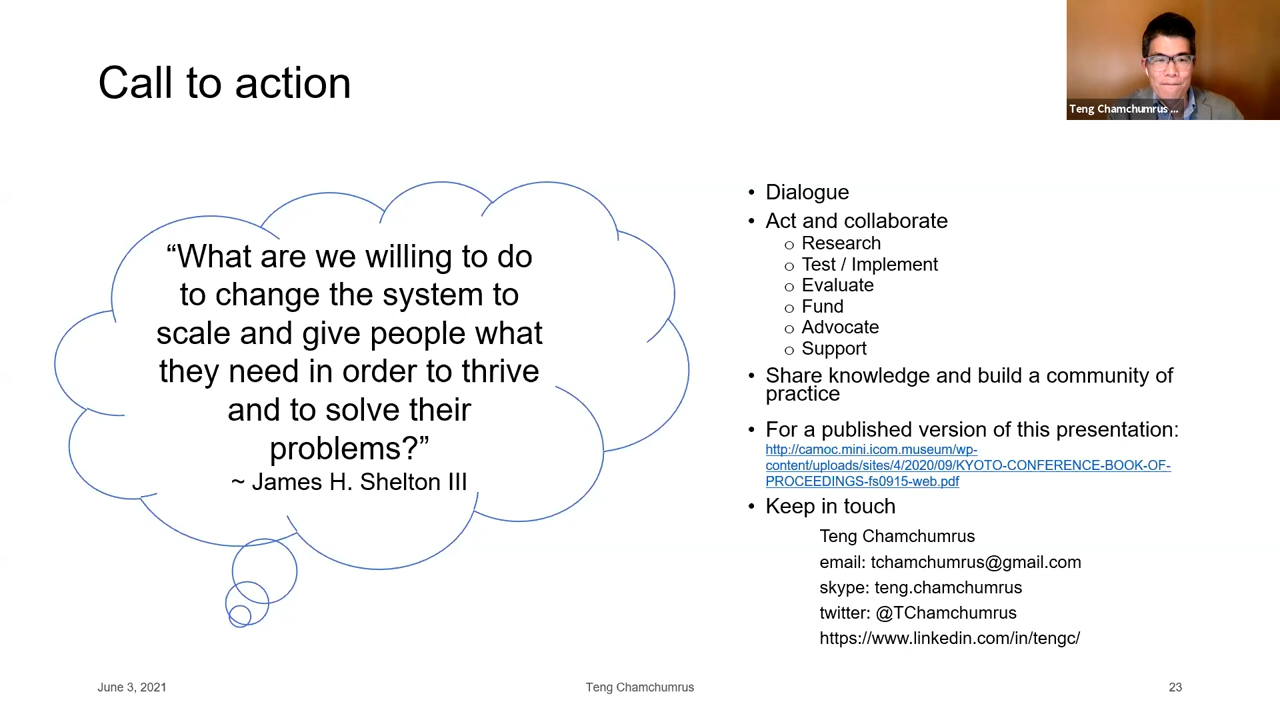 Call to action
Teng Chamchumrus ...
“What are we willing to do
to change the system to
scale and give people what
they need in order to thrive
and to solve their
problems?”
~ James H. Shelton III
• Dialogue
• Act and collaborate
o Research
o Test / Implement
o Evaluate
o Fund
o Advocate
o Support
• Share knowledge and build a community of
practice
• For a published version of this presentation:
http://camoc.mini.icom.museum/wp-
content/uploads/sites/4/2020/09/KYOTO-CONFERENCE-BOOK-OF-
PROCEEDINGS-fs0915-web.pdf
• Keep in touch
Teng Chamchumrus
email: tchamchumrus@gmail.com
skype: teng.chamchumrus
twitter: @TChamchumrus
https://www.linkedin.com/in/tengc/
June 3, 2021
Teng Chamchumrus
23